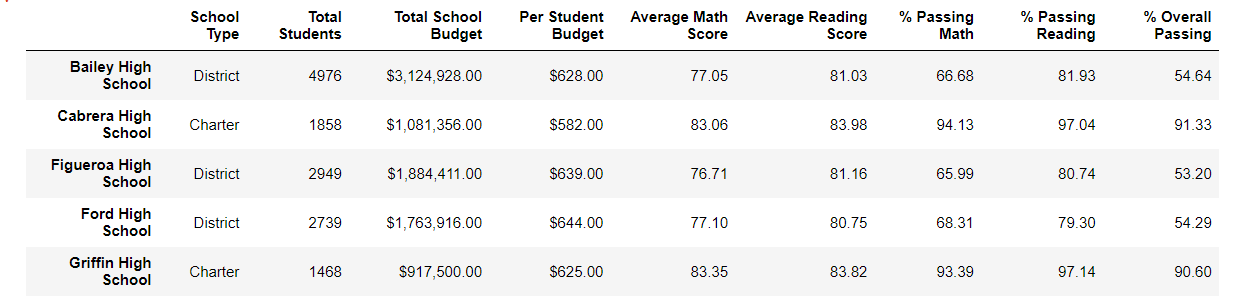 School Type Total Students Total School Budget Per Student Budget Average Math Score Average Reading Score % Passing Math % Passing Reading % Overall Passing
Bailey High School District 4976 $3,124,928.00 $628.00 77.05 81.03 66.68 81.93 54.64
Cabrera High School Charter 1858 $1,081,356.00 $582.00 83.06 83.98 94.13 97.04 91.33
Figueroa High School District 2949 $1,884,411.00 $639.00 76.71 81.16 65.99 80.74 53.20
Ford High School District 2739 $1,763,916.00 $644.00 77.10 80.75 68.31 79.30 54.29
Griffin High School Charter 1468 $917,500.00 $625.00 83.35 83.82 93.39 97.14 90.60